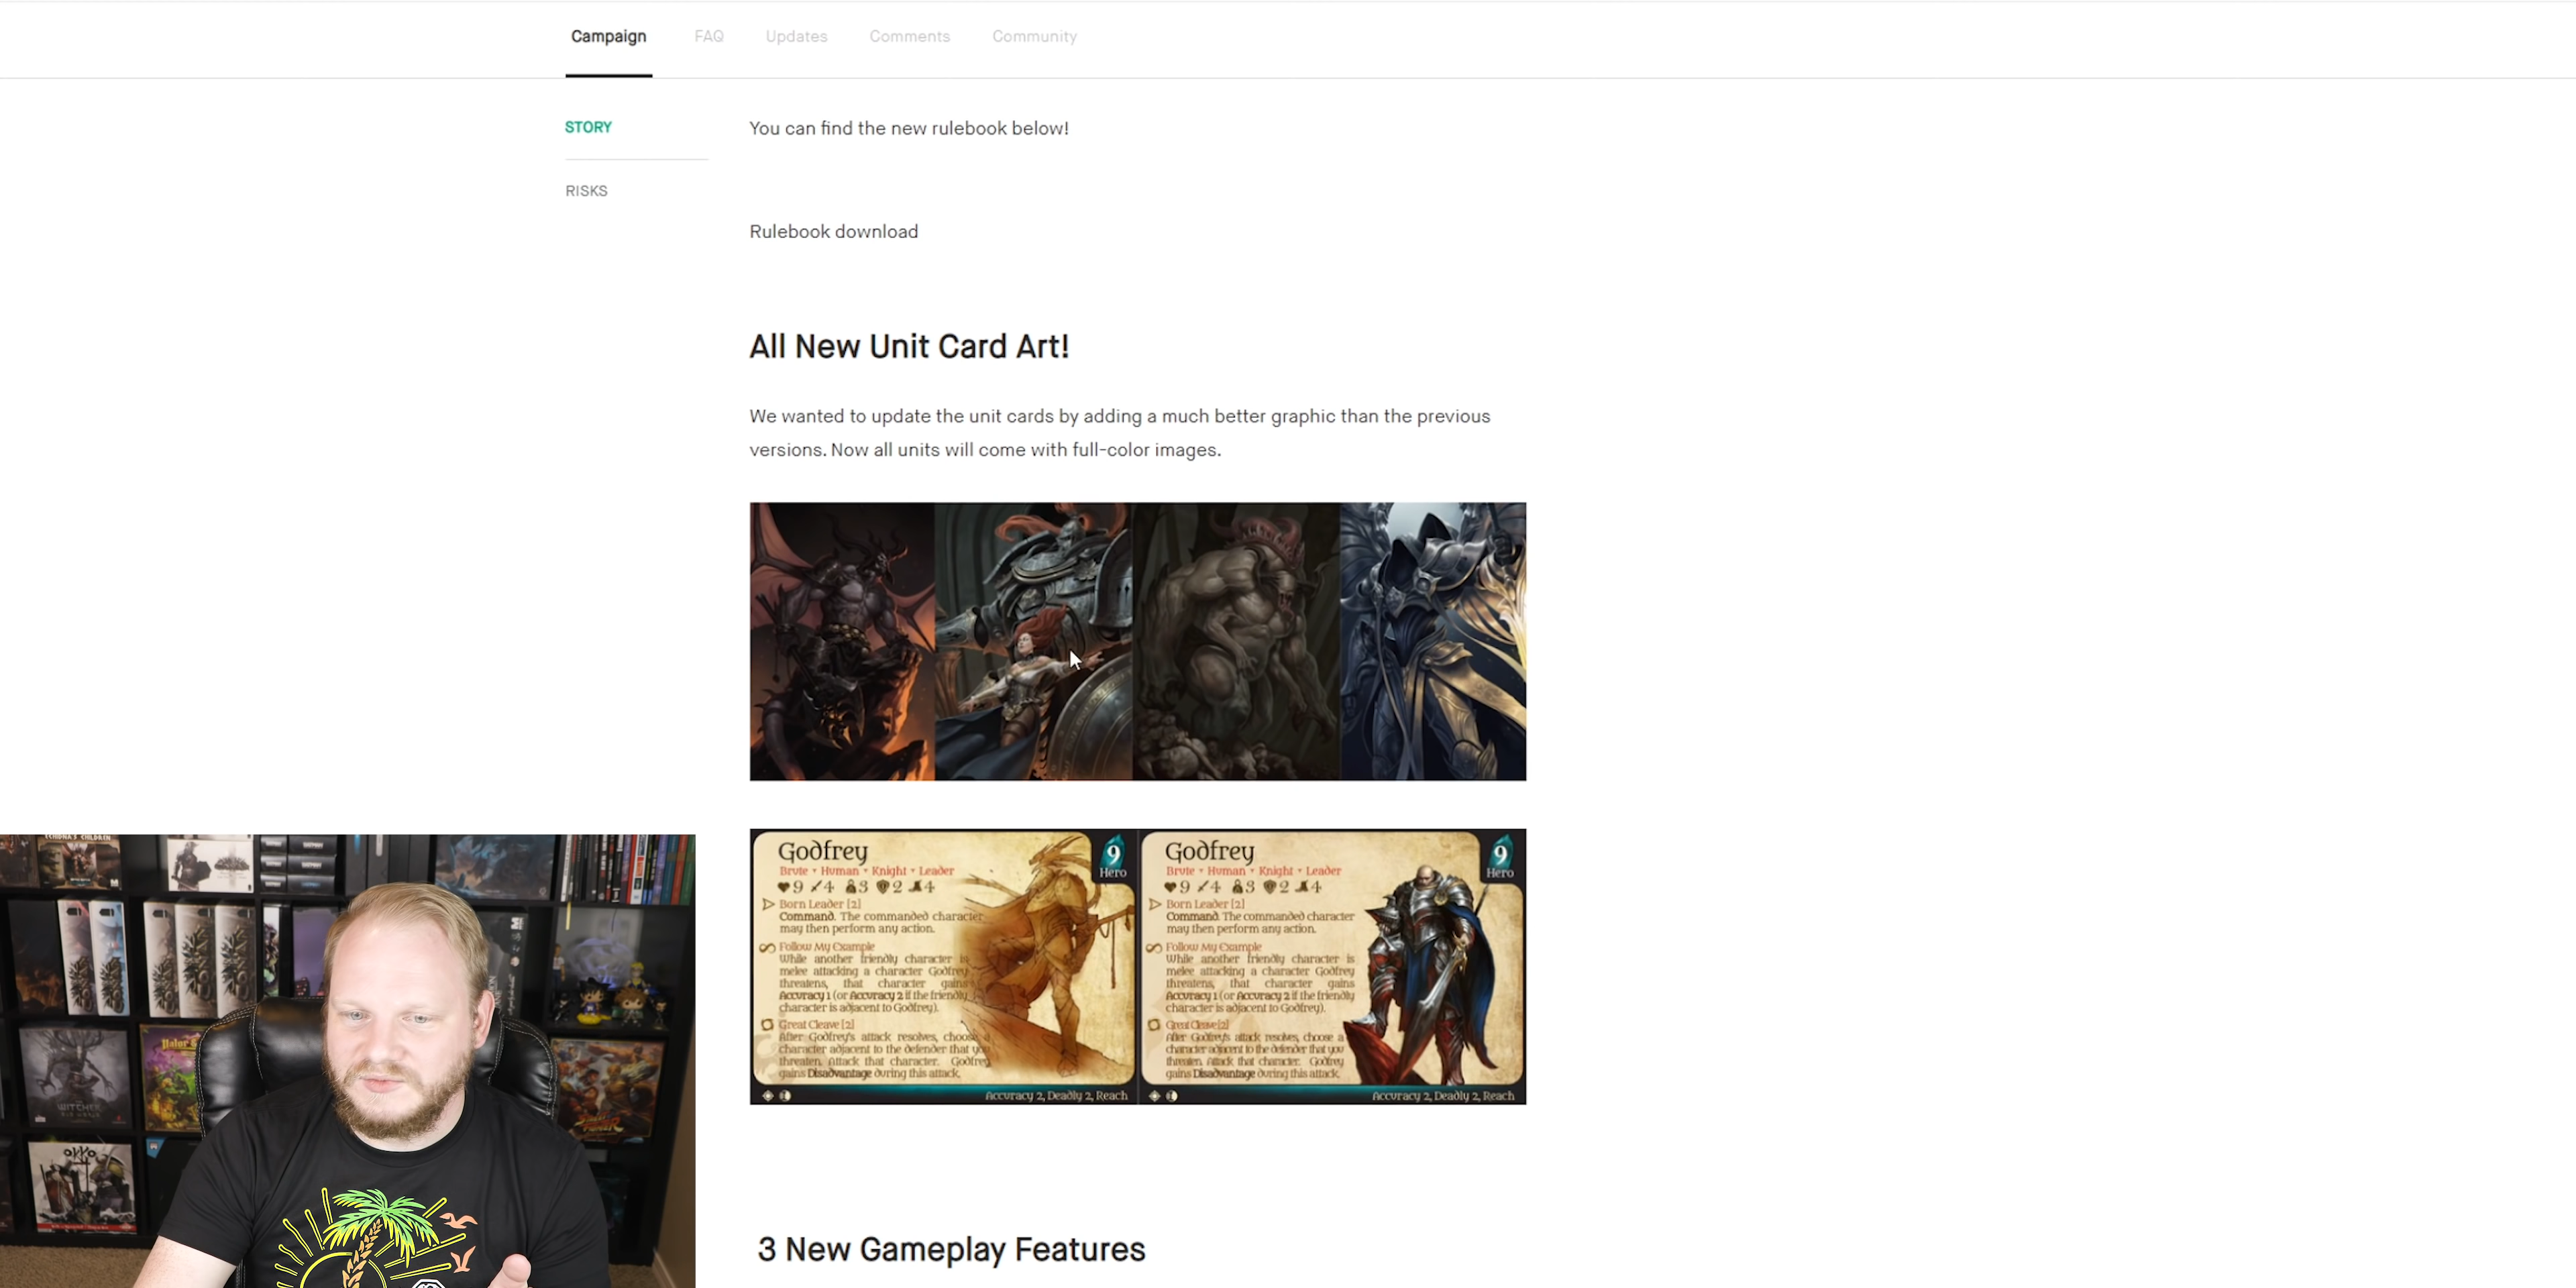 Campaign FAQ Updates Comments Community
STORY
RISKS
You can find the new rulebook below!
Rulebook download
All New Unit Card Art!
We wanted to update the unit cards by adding a much better graphic than the previous
versions. Now all units will come with full-color images.
Godfrey
9
Hero
Brute • Human • Knight • Leader
9 4 3 2 4
Born Leader [2]
Command. The commanded character
may then perform any action.
Follow My Example
While another friendly character is
melee attacking a character Godfrey
threatens, that character gains
Accuracy 1 (or Accuracy 2 if the friendly
character is adjacent to Godfrey).
Great Cleave [2]
After Godfrey's attack resolves, choose a
character adjacent to the defender that you
threaten. Attack that character. Godfrey
gains Disadvantage during this attack.
Accuracy 2, Deadly 2, Reach
Godfrey
9
Hero
Brute • Human • Knight • Leader
9 4 3 2 4
Born Leader [2]
Command. The commanded character
may then perform any action.
Follow My Example
While another friendly character is
melee attacking a character Godfrey
threatens, that character gains
Accuracy 1 (or Accuracy 2 if the friendly
character is adjacent to Godfrey).
Great Cleave [2]
After Godfrey's attack resolves, choose a
character adjacent to the defender that you
threaten. Attack that character. Godfrey
gains Disadvantage during this attack.
Accuracy 2, Deadly 2, Reach
3 New Gameplay Features
WITCHER
OKKO